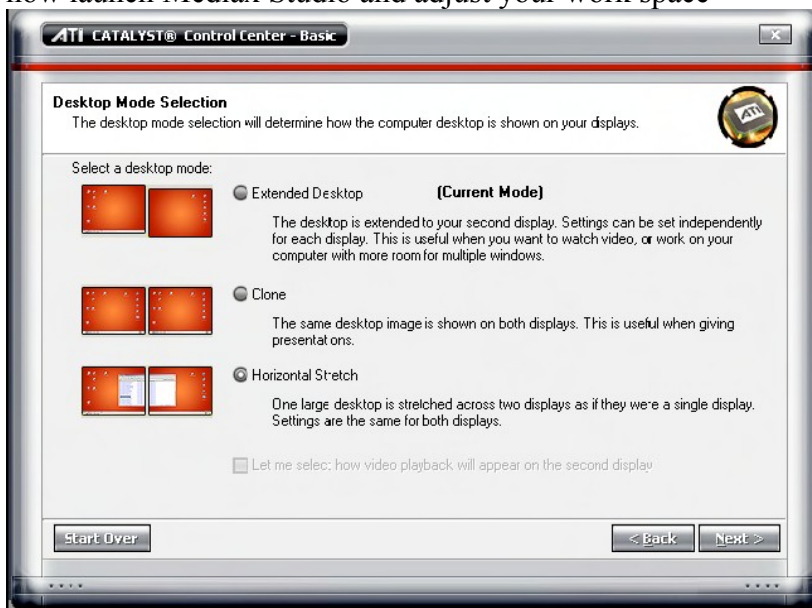 now launch MediaX Studio and adjust your work space
ATI CATALYST® Control Center - Basic
Desktop Mode Selection
The desktop mode selection will determine how the computer desktop is shown on your displays.
ATI
Select a desktop mode:
Extended Desktop (Current Mode)
The desktop is extended to your second display. Settings can be set independently
for each display. This is useful when you want to watch video, or work on your
computer with more room for multiple windows.
Clone
The same desktop image is shown on both displays. This is useful when giving
presentations.
Horizontal Stretch
One large desktop is stretched across two displays as if they were a single display.
Settings are the same for both displays.
Let me select how video playback will appear on the second display
Start Over
< Back
Next >